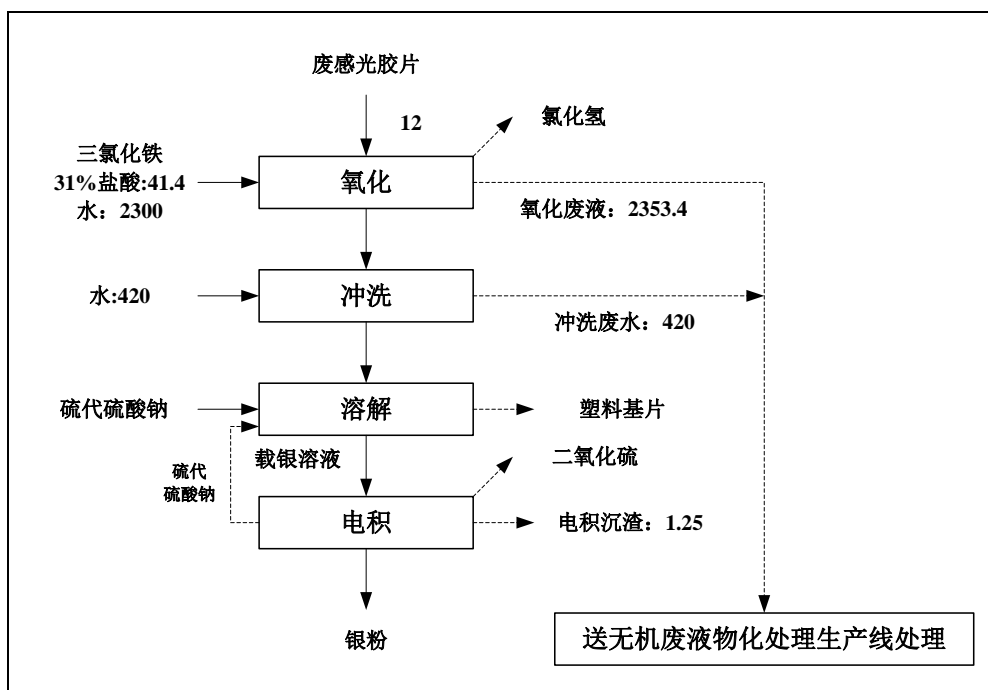 废感光胶片
12
氯化氢
三氯化铁
31%盐酸:41.4
水：2300
氧化
氧化废液：2353.4
水:420
冲洗
冲洗废水：420
硫代硫酸钠
溶解
塑料基片
载银溶液
二氧化硫
硫代
硫酸钠
电积
电积沉渣：1.25
银粉
送无机废液物化处理生产线处理